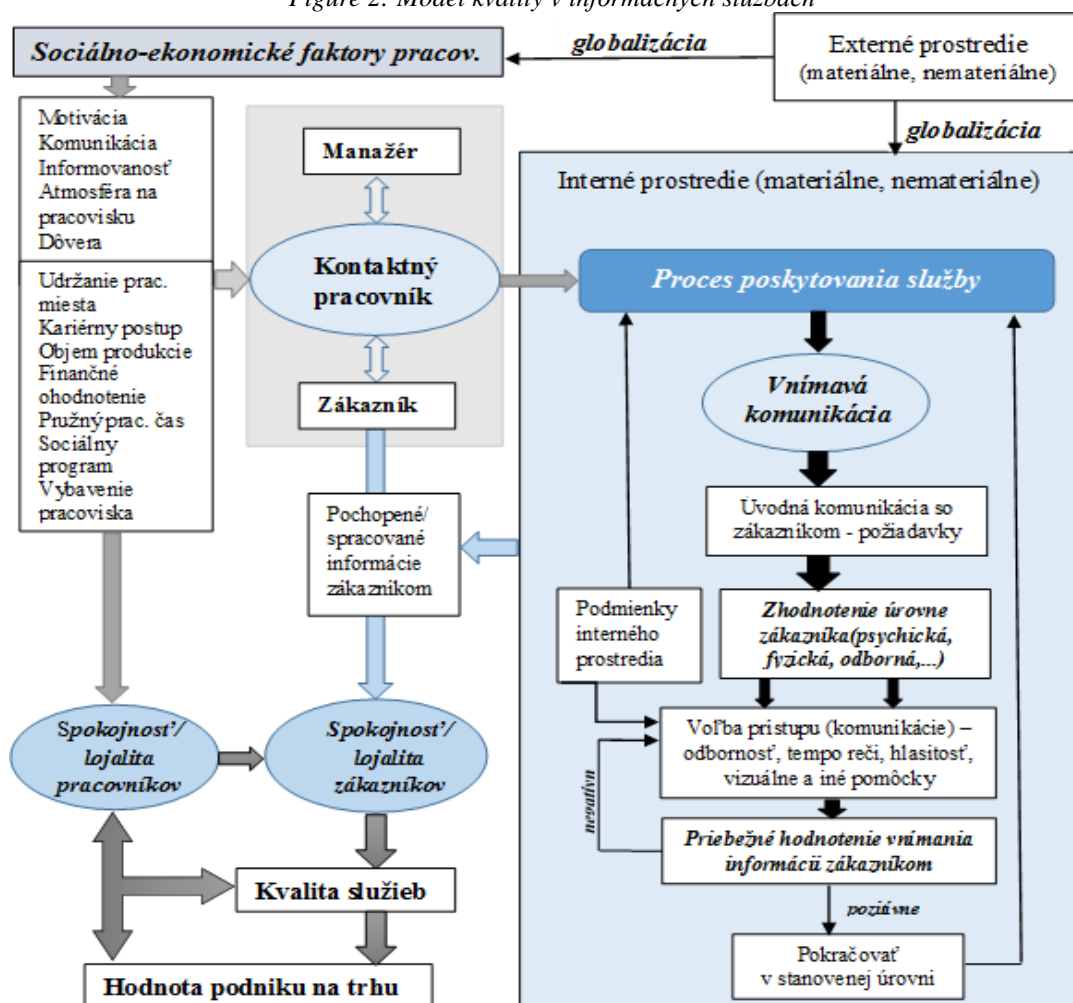 Figure 2: Model kvality v informačných službách
Sociálno-ekonomické faktory pracov.
globalizácia
Externé prostredie
(materiálne, nemateriálne)
globalizácia
Motivácia
Komunikácia
Informovanosť
Atmosféra na
pracovisku
Dôvera
Udržanie prac.
miesta
Kariérny postup
Objem produkcie
Finančné
ohodnotenie
Pružný prac. čas
Sociálny
program
Vybavenie
pracoviska
Manažér
Kontaktný
pracovník
Zákazník
Pochopené/
spracované
informácie
zákazníkom
Spokojnosť/
lojalita
pracovníkov
Spokojnosť/
lojalita
zákazníkov
Kvalita služieb
Hodnota podniku na trhu
Interné prostredie (materiálne, nemateriálne)
Proces poskytovania služby
Vnímavá
komunikácia
Úvodná komunikácia so
zákazníkom - požiadavky
Podmienky
interného
prostredia
Zhodnotenie úrovne
zákazníka(psychická,
fyzická, odborná,...)
Voľba prístupu (komunikácie) –
odbornosť, tempo reči, hlasitosť,
vizuálne a iné pomôcky
negatívn
Priebežné hodnotenie vnímania
informácií zákazníkom
pozitívne
Pokračovať
v stanovenej úrovni